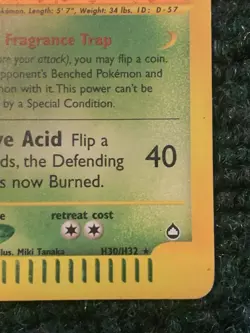 okémon. Length: 5' 7", Weight: 34 lbs. ID: D-57
Fragrance Trap
re your attack), you may flip a coin.
pponent's Benched Pokémon and
mon with it. This power can't be
by a Special Condition.
ve Acid Flip a
ds, the Defending
s now Burned.
40
retreat cost
lus. Miki Tanaka
H30/H32 ★